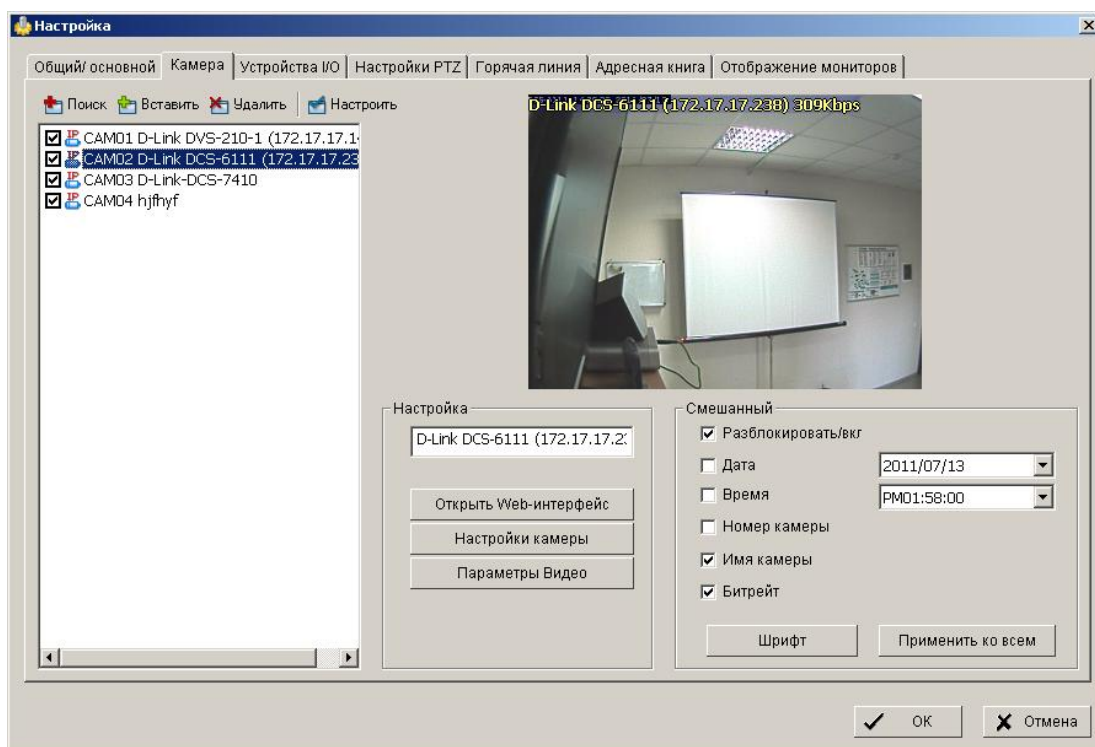 Настройка
Общий/ основной Камера Устройства I/O Настройки PTZ Горячая линия Адресная книга Отображение мониторов
Поиск Вставить Удалить Настроить
D-Link DCS-6111 (172.17.17.238) 309Kbps
CAM01 D-Link DVS-210-1 (172.17.17.1
CAM02 D-Link DCS-6111 (172.17.17.23
CAM03 D-Link-DCS-7410
CAM04 hjfhyf
Настройка
D-Link DCS-6111 (172.17.17.2
Открыть Web-интерфейс
Настройки камеры
Параметры Видео
Смешанный
Разблокировать/вкг
Дата 2011/07/13
Время PM01:58:00
Номер камеры
Имя камеры
Битрейт
Шрифт Применить ко всем
OK Отмена